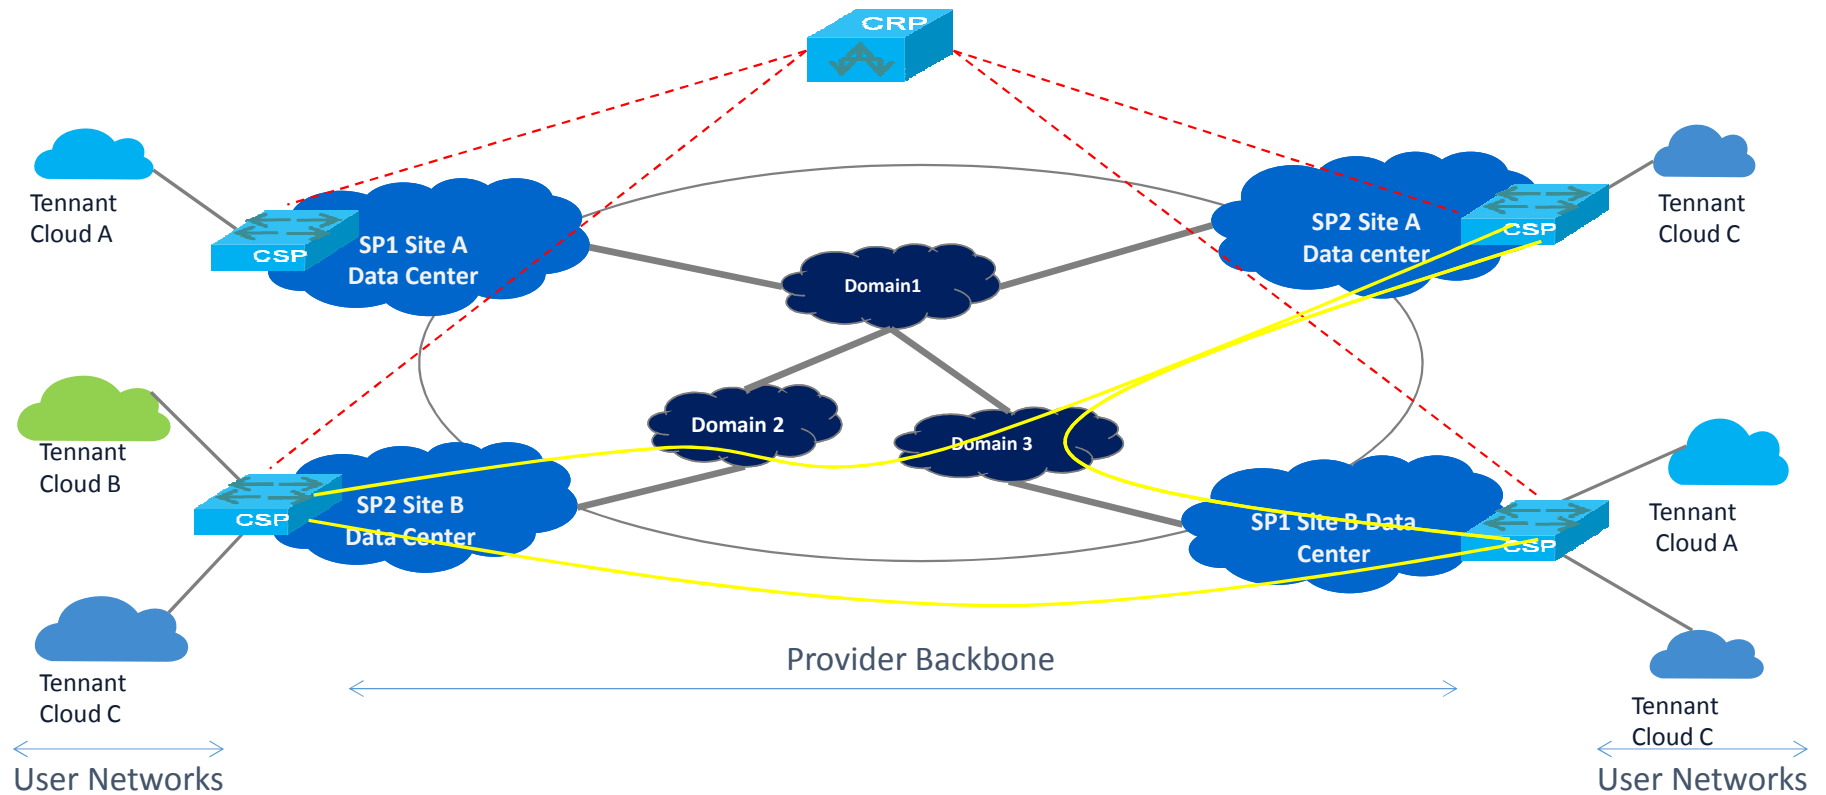 CRP
Tennant
Cloud A
CSP
SP1 Site A
Data Center
Domain1
SP2 Site A
Data center
CSP
Tennant
Cloud C
Tennant
Cloud B
CSP
SP2 Site B
Data Center
Domain 2
Domain 3
SP1 Site B Data
Center
CSP
Tennant
Cloud A
Tennant
Cloud C
Provider Backbone
Tennant
Cloud C
User Networks
User Networks